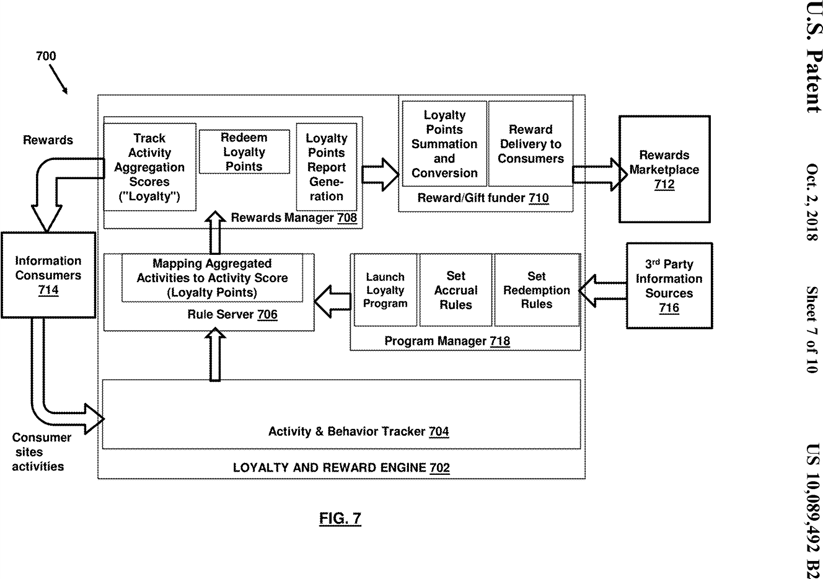 U.S. Patent
Oct. 2, 2018
Sheet 7 of 10
US 10,089,492 B2
700
Rewards
Track
Activity
Aggregation
Scores
("Loyalty")
Redeem
Loyalty
Points
Loyalty
Points
Report
Gene-
ration
Rewards Manager 708
Loyalty
Points
Summation
and
Conversion
Reward
Delivery to
Consumers
Reward/Gift funder 710
Rewards
Marketplace
712
Information
Consumers
714
Mapping Aggregated
Activities to Activity Score
(Loyalty Points)
Rule Server 706
Launch
Loyalty
Program
Set
Accrual
Rules
Set
Redemption
Rules
Program Manager 718
3rd Party
Information
Sources
716
Activity & Behavior Tracker 704
Consumer
sites
activities
LOYALTY AND REWARD ENGINE 702
FIG. 7